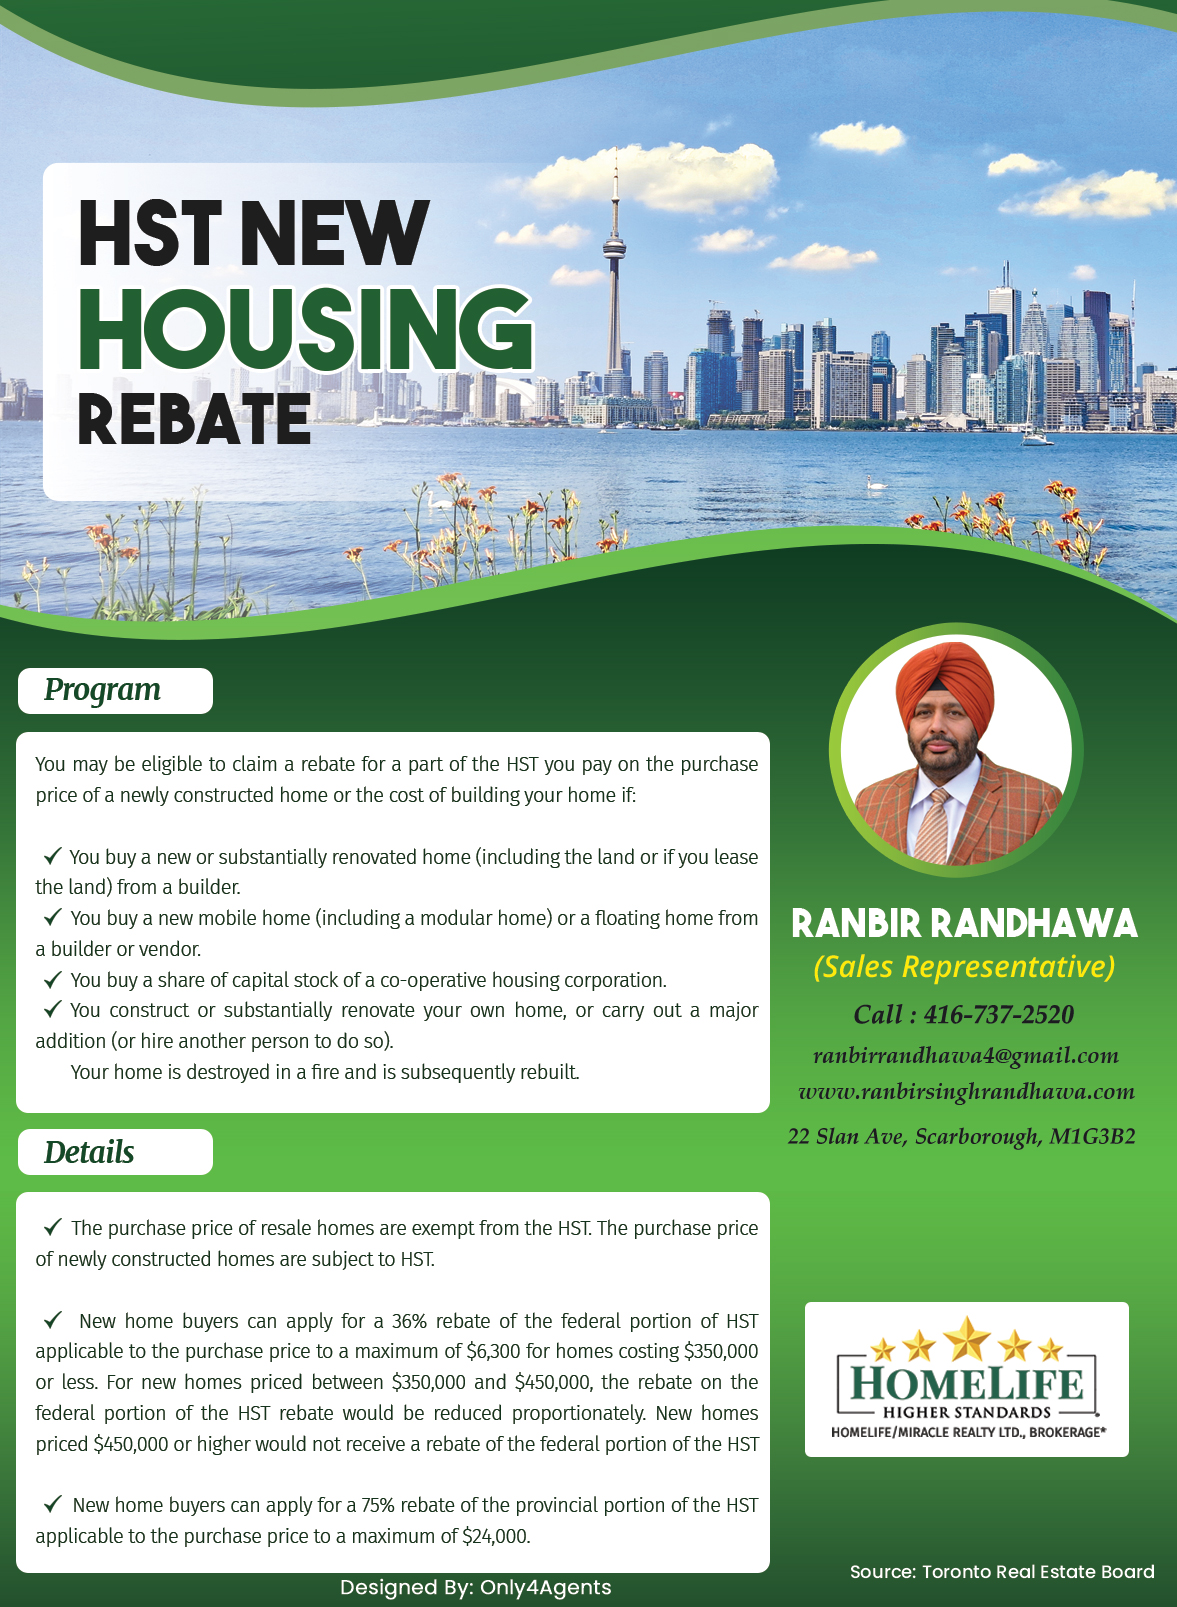 HST NEW
HOUSING
REBATE
Program
You may be eligible to claim a rebate for a part of the HST you pay on the purchase
price of a newly constructed home or the cost of building your home if:
You buy a new or substantially renovated home (including the land or if you lease
the land) from a builder.
You buy a new mobile home (including a modular home) or a floating home from
a builder or vendor.
You buy a share of capital stock of a co-operative housing corporation.
You construct or substantially renovate your own home, or carry out a major
addition (or hire another person to do so).
Your home is destroyed in a fire and is subsequently rebuilt.
Details
The purchase price of resale homes are exempt from the HST. The purchase price
of newly constructed homes are subject to HST.
New home buyers can apply for a 36% rebate of the federal portion of HST
applicable to the purchase price to a maximum of $6,300 for homes costing $350,000
or less. For new homes priced between $350,000 and $450,000, the rebate on the
federal portion of the HST rebate would be reduced proportionately. New homes
priced $450,000 or higher would not receive a rebate of the federal portion of the HST
New home buyers can apply for a 75% rebate of the provincial portion of the HST
applicable to the purchase price to a maximum of $24,000.
RANBIR RANDHAWA
(Sales Representative)
Call : 416-737-2520
ranbirrandhawa4@gmail.com
www.ranbirsinghrandhawa.com
22 Slan Ave, Scarborough, M1G3B2
HOMELIFE
HIGHER STANDARDS
HOMELIFE/MIRACLE REALTY LTD., BROKERAGE*
Source: Toronto Real Estate Board
Designed By: Only4Agents